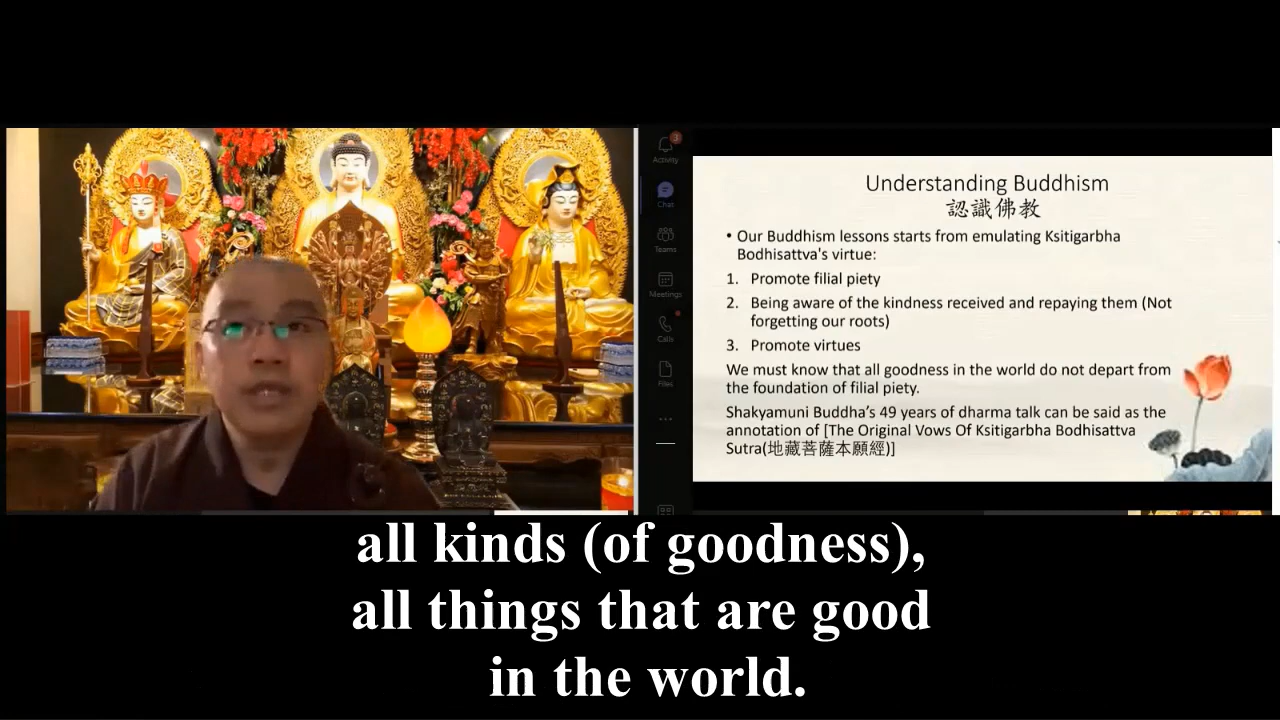 3
Activity
Chat
Teams
Meetings
Calls
Files
Understanding Buddhism
認識佛教
• Our Buddhism lessons starts from emulating Ksitigarbha
Bodhisattva's virtue:
1. Promote filial piety
2. Being aware of the kindness received and repaying them (Not
forgetting our roots)
3. Promote virtues
We must know that all goodness in the world do not depart from
the foundation of filial piety.
Shakyamuni Buddha’s 49 years of dharma talk can be said as the
annotation of [The Original Vows Of Ksitigarbha Bodhisattva
Sutra(地藏菩薩本願經)]
all kinds (of goodness),
all things that are good
in the world.